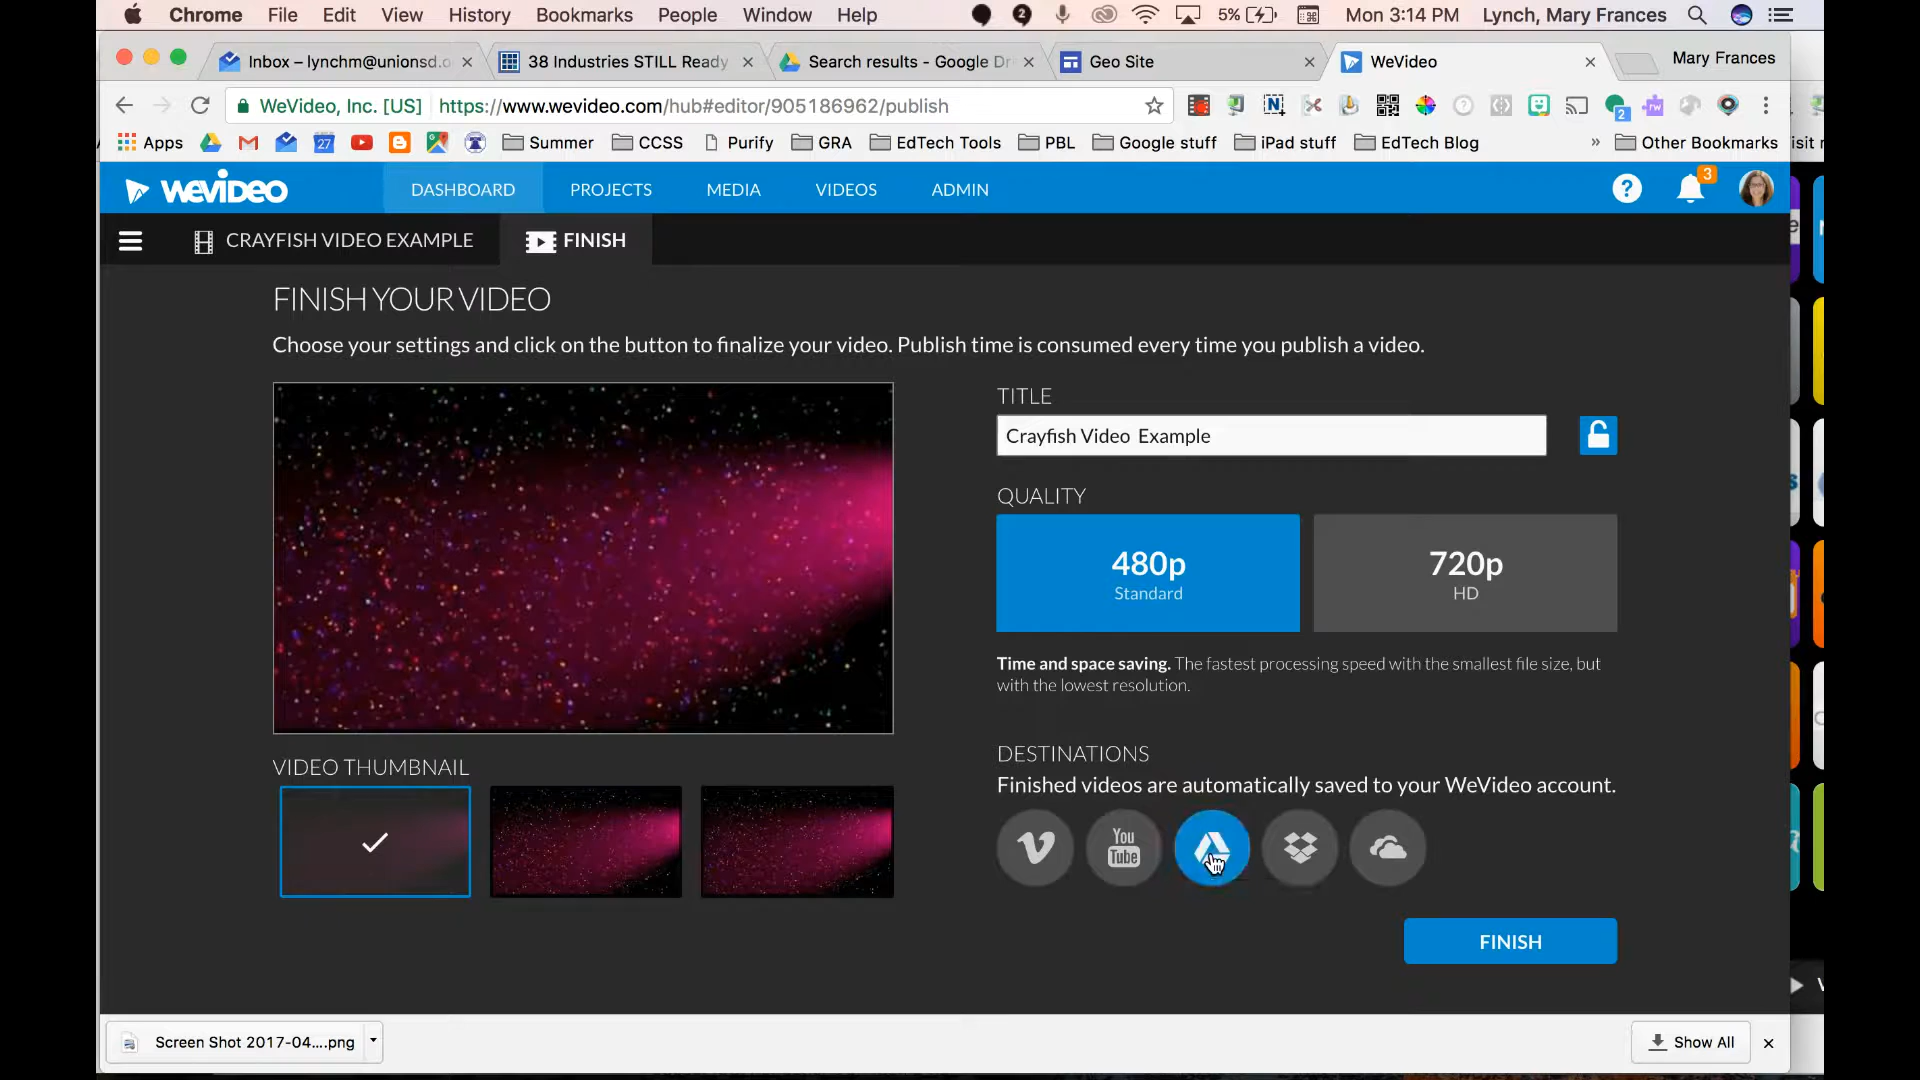 Chrome File Edit View History Bookmarks People Window Help 2 5% Mon 3:14 PM Lynch, Mary Frances
Inbox – lynchm@unionsd.o 38 Industries STILL Ready Search results - Google Dr Geo Site WeVideo Mary Frances
WeVideo, Inc. [US] https://www.wevideo.com/hub#editor/905186962/publish
Apps 27 Summer CCSS Purify GRA EdTech Tools PBL Google stuff iPad stuff EdTech Blog » Other Bookmarks
WEVIDEO DASHBOARD PROJECTS MEDIA VIDEOS ADMIN ? 3
CRAYFISH VIDEO EXAMPLE FINISH
FINISH YOUR VIDEO
Choose your settings and click on the button to finalize your video. Publish time is consumed every time you publish a video.
TITLE
Crayfish Video Example
QUALITY
480p
Standard
720p
HD
Time and space saving. The fastest processing speed with the smallest file size, but
with the lowest resolution.
VIDEO THUMBNAIL
DESTINATIONS
Finished videos are automatically saved to your WeVideo account.
You
Tube
FINISH
Screen Shot 2017-04....png Show All